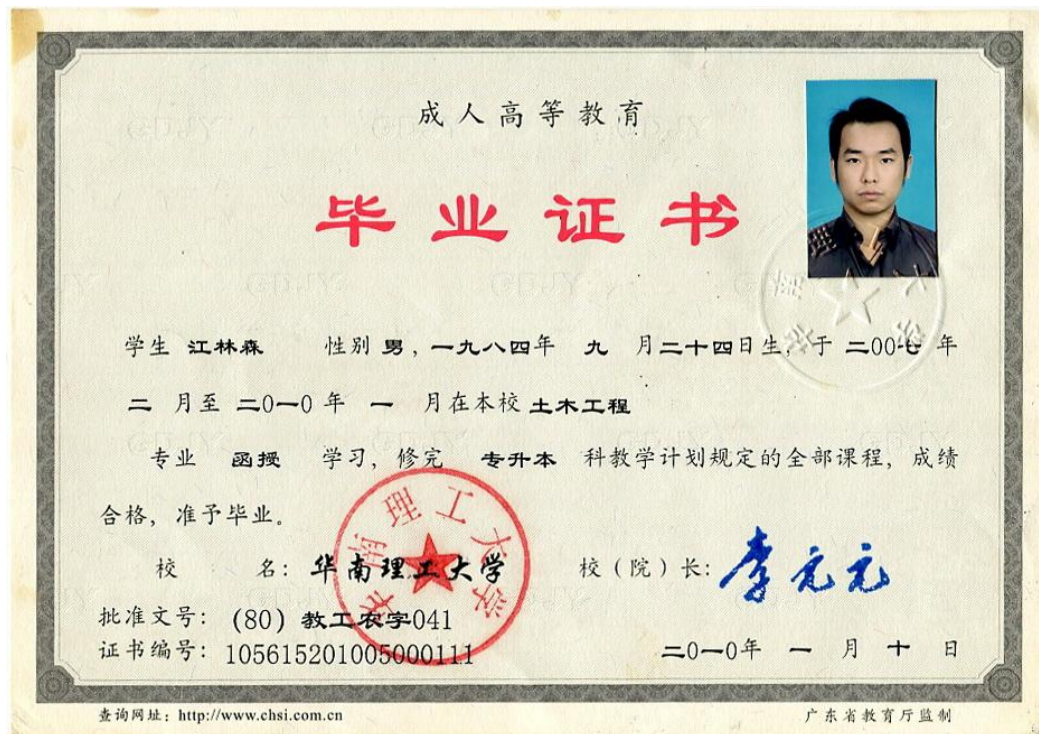 成人高等教育
毕业证书
学生 江林森 性别 男，一九八四年 九 月二十四日生，于 二00七 年
二 月至 二0一0 年 一 月在本校 土木工程
专业 函授 学习，修完 专升本 科教学计划规定的全部课程，成绩
合格，准予毕业。
校 名：华南理工大学 校（院）长：李元元
华南理工大学
批准文号：(80) 教工农字041
证书编号：105615201005000111 二0一0年 一 月 十 日
查询网址：http://www.chsi.com.cn 广东省教育厅监制